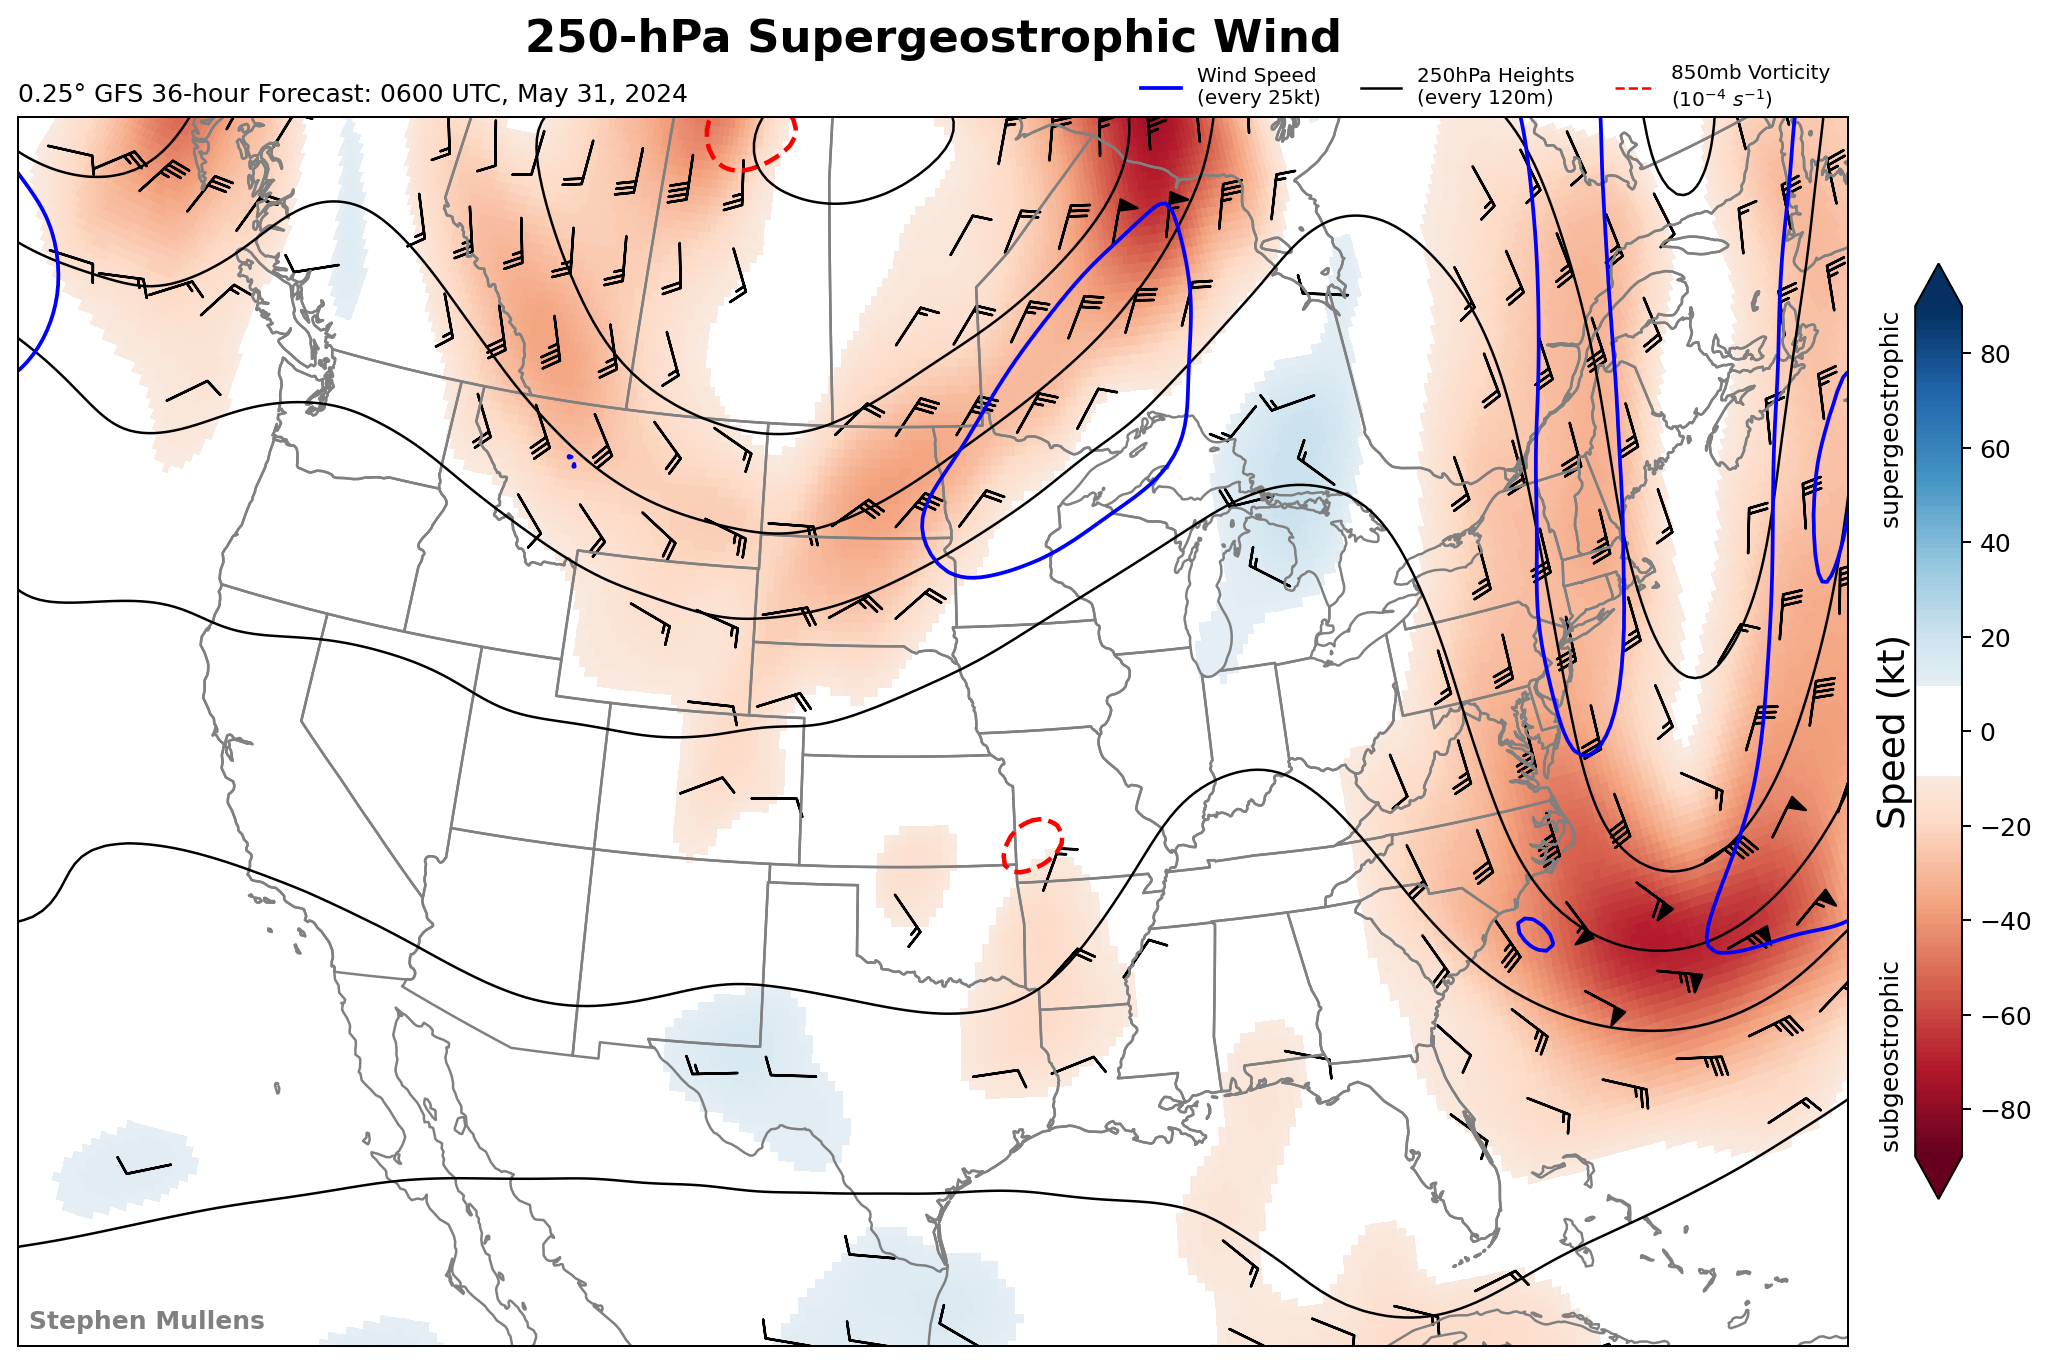 250-hPa Supergeostrophic Wind
0.25° GFS 36-hour Forecast: 0600 UTC, May 31, 2024
Wind Speed
(every 25kt)
250hPa Heights
(every 120m)
850mb Vorticity
(10⁻⁴ s⁻¹)
supergeostrophic
Speed (kt)
subgeostrophic
80
60
40
20
0
−20
−40
−60
−80
Stephen Mullens